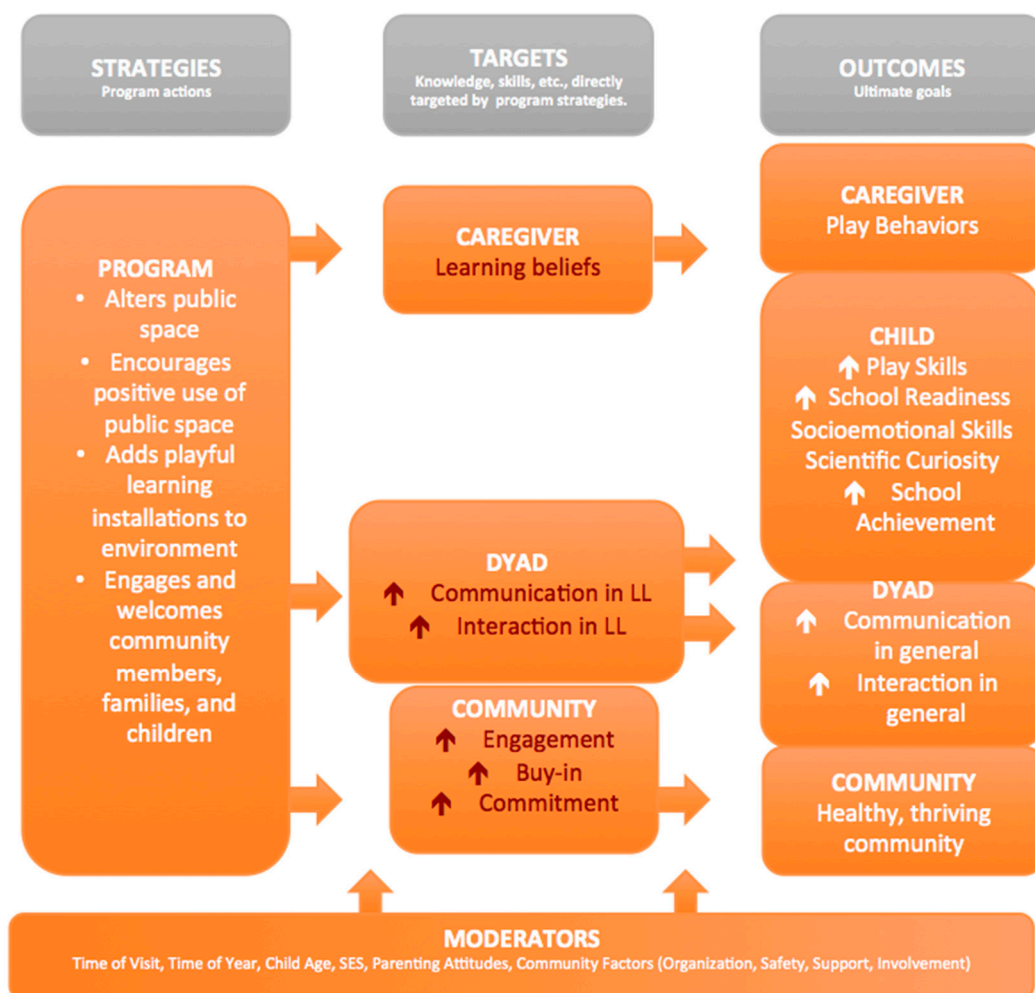 STRATEGIES
Program actions
TARGETS
Knowledge, skills, etc., directly
targeted by program strategies.
OUTCOMES
Ultimate goals
PROGRAM
• Alters public
space
• Encourages
positive use of
public space
• Adds playful
learning
installations to
environment
• Engages and
welcomes
community
members,
families, and
children
CAREGIVER
Learning beliefs
DYAD
↑ Communication in LL
↑ Interaction in LL
COMMUNITY
↑ Engagement
↑ Buy-in
↑ Commitment
CAREGIVER
Play Behaviors
CHILD
↑ Play Skills
↑ School Readiness
Socioemotional Skills
Scientific Curiosity
↑ School
Achievement
DYAD
↑ Communication
in general
↑ Interaction in
general
COMMUNITY
Healthy, thriving
community
MODERATORS
Time of Visit, Time of Year, Child Age, SES, Parenting Attitudes, Community Factors (Organization, Safety, Support, Involvement)